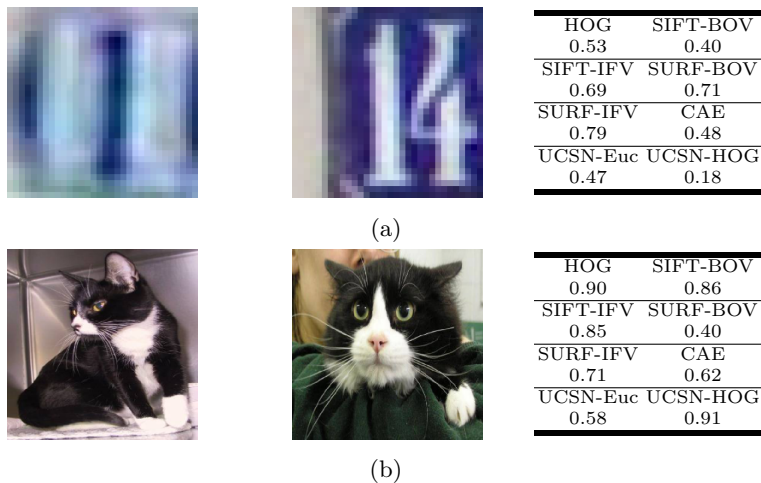 14
HOG SIFT-BOV
0.53 0.40
SIFT-IFV SURF-BOV
0.69 0.71
SURF-IFV CAE
0.79 0.48
UCSN-Euc UCSN-HOG
0.47 0.18
(a)
HOG SIFT-BOV
0.90 0.86
SIFT-IFV SURF-BOV
0.85 0.40
SURF-IFV CAE
0.71 0.62
UCSN-Euc UCSN-HOG
0.58 0.91
(b)